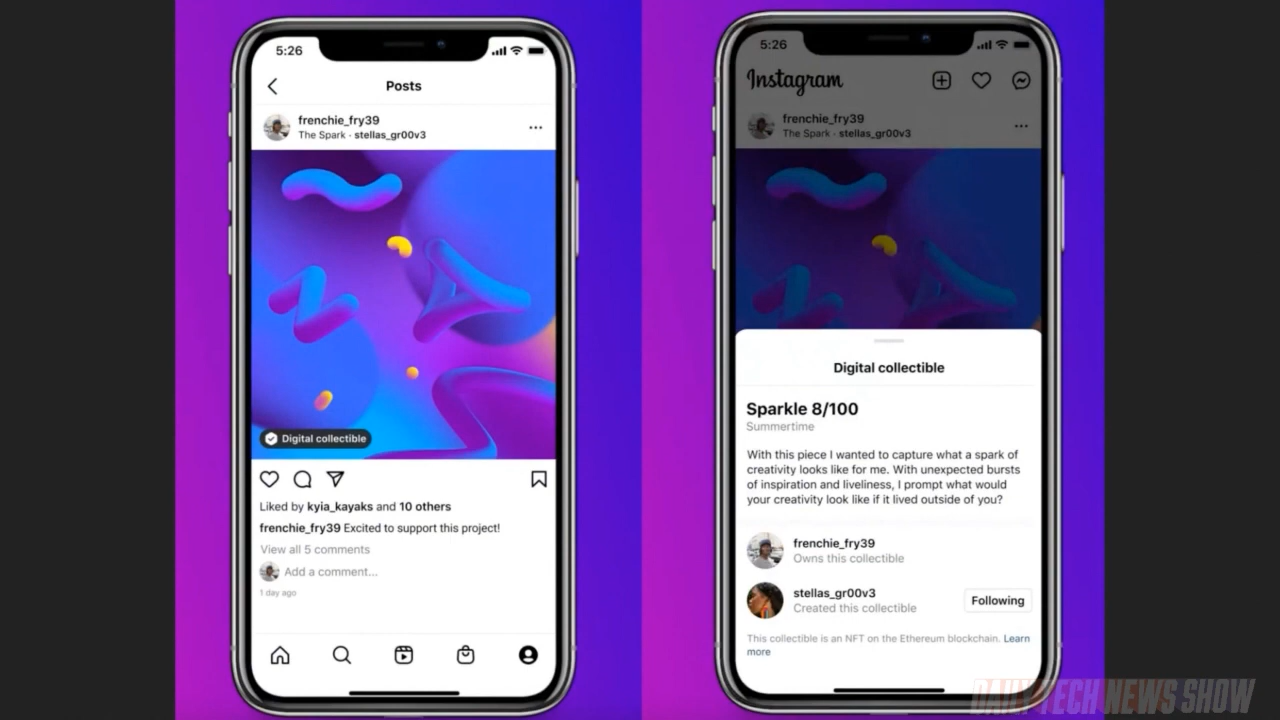 5:26
Posts
frenchie_fry39
The Spark · stellas_gr00v3
Digital collectible
Liked by kyia_kayaks and 10 others
frenchie_fry39 Excited to support this project!
View all 5 comments
Add a comment...
1 day ago
5:26
Instagram
frenchie_fry39
The Spark · stellas_gr00v3
Digital collectible
Sparkle 8/100
Summertime
With this piece I wanted to capture what a spark of
creativity looks like for me. With unexpected bursts
of inspiration and liveliness, I prompt what would
your creativity look like if it lived outside of you?
frenchie_fry39
Owns this collectible
stellas_gr00v3
Created this collectible
Following
This collectible is an NFT on the Ethereum blockchain. Learn
more
DAILY TECH NEWS SHOW